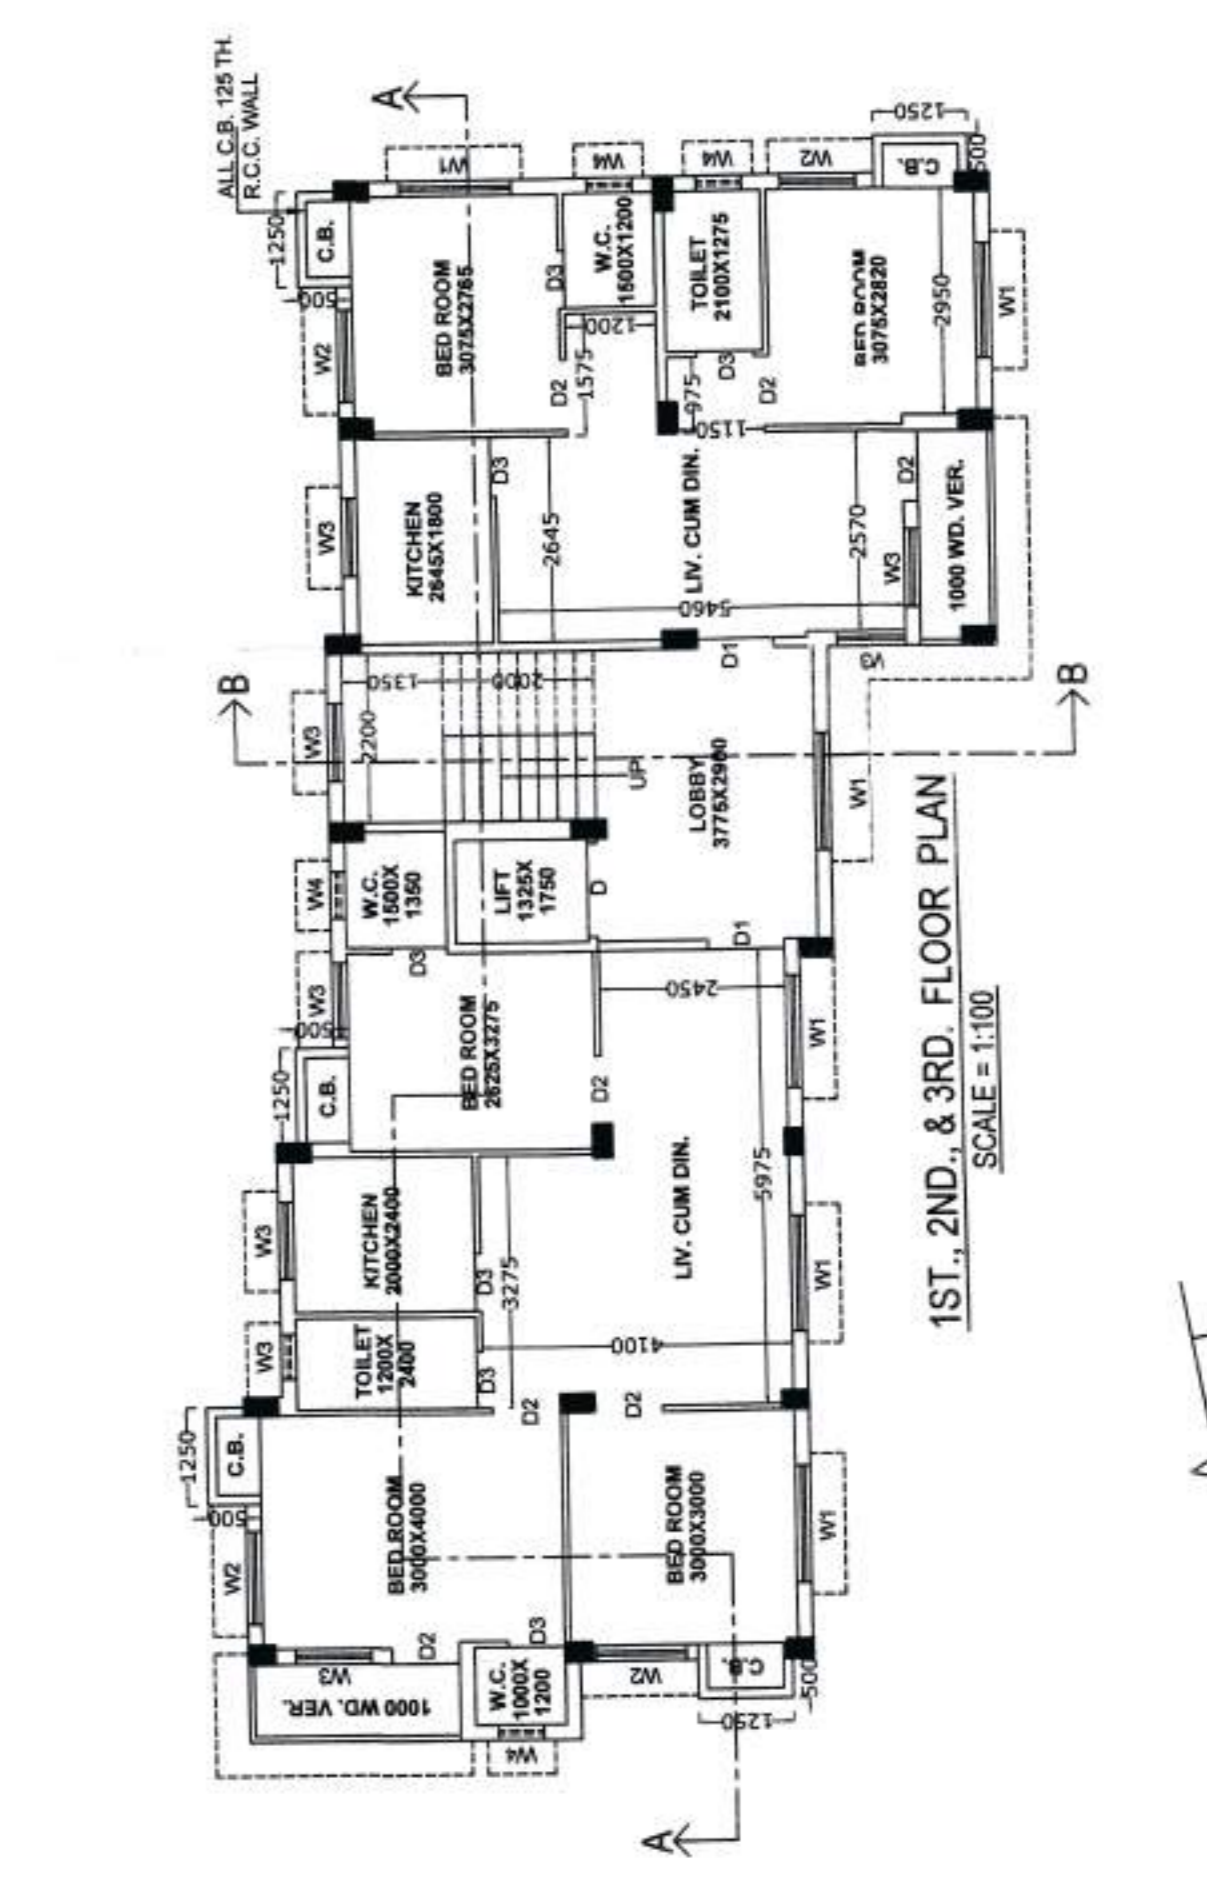 ALL C.B. 125 TH.
R.C.C. WALL
A
1250
C.B.
500
W2
W1
BED ROOM
3075X2765
D3
W4
W.C.
1500X1200
1200
1575
D2
W4
TOILET
2100X1275
D3
975
D2
1150
W2
C.B.
1250
500
BED ROOM
3075X2820
2950
W1
W3
KITCHEN
2645X1800
D3
2645
LIV. CUM DIN.
5460
2570
W3
D2
1000 WD. VER.
W3
D1
B
W3
1350
2000
2200
UP
LOBBY
3775X2900
W1
B
W4
W.C.
1500X
1350
LIFT
1325X
1750
D
D1
D3
W3
500
1250
C.B.
BED ROOM
2625X3275
D2
2450
W1
W3
KITCHEN
2000X2400
D3
3275
LIV. CUM DIN.
5975
W1
W3
TOILET
1200X
2400
D3
4100
1250
C.B.
500
W2
BED ROOM
3000X4000
D2
D2
BED ROOM
3000X3000
W1
W3
D2
1000 WD. VER.
D3
W.C.
1000X
1200
W4
W2
C.B.
1250
500
A
1ST., 2ND., & 3RD. FLOOR PLAN
SCALE = 1:100